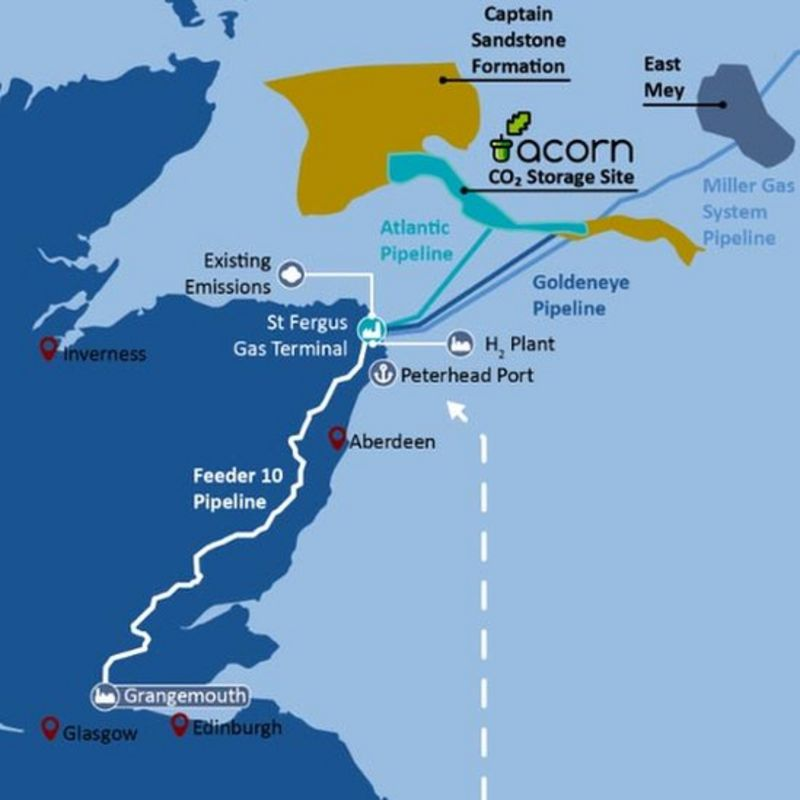 Captain
Sandstone
Formation
East
Mey
acorn
CO₂ Storage Site
Miller Gas
System
Pipeline
Atlantic
Pipeline
Existing
Emissions
Goldeneye
Pipeline
St Fergus
Gas Terminal
H₂ Plant
Inverness
Peterhead Port
Aberdeen
Feeder 10
Pipeline
Grangemouth
Glasgow
Edinburgh